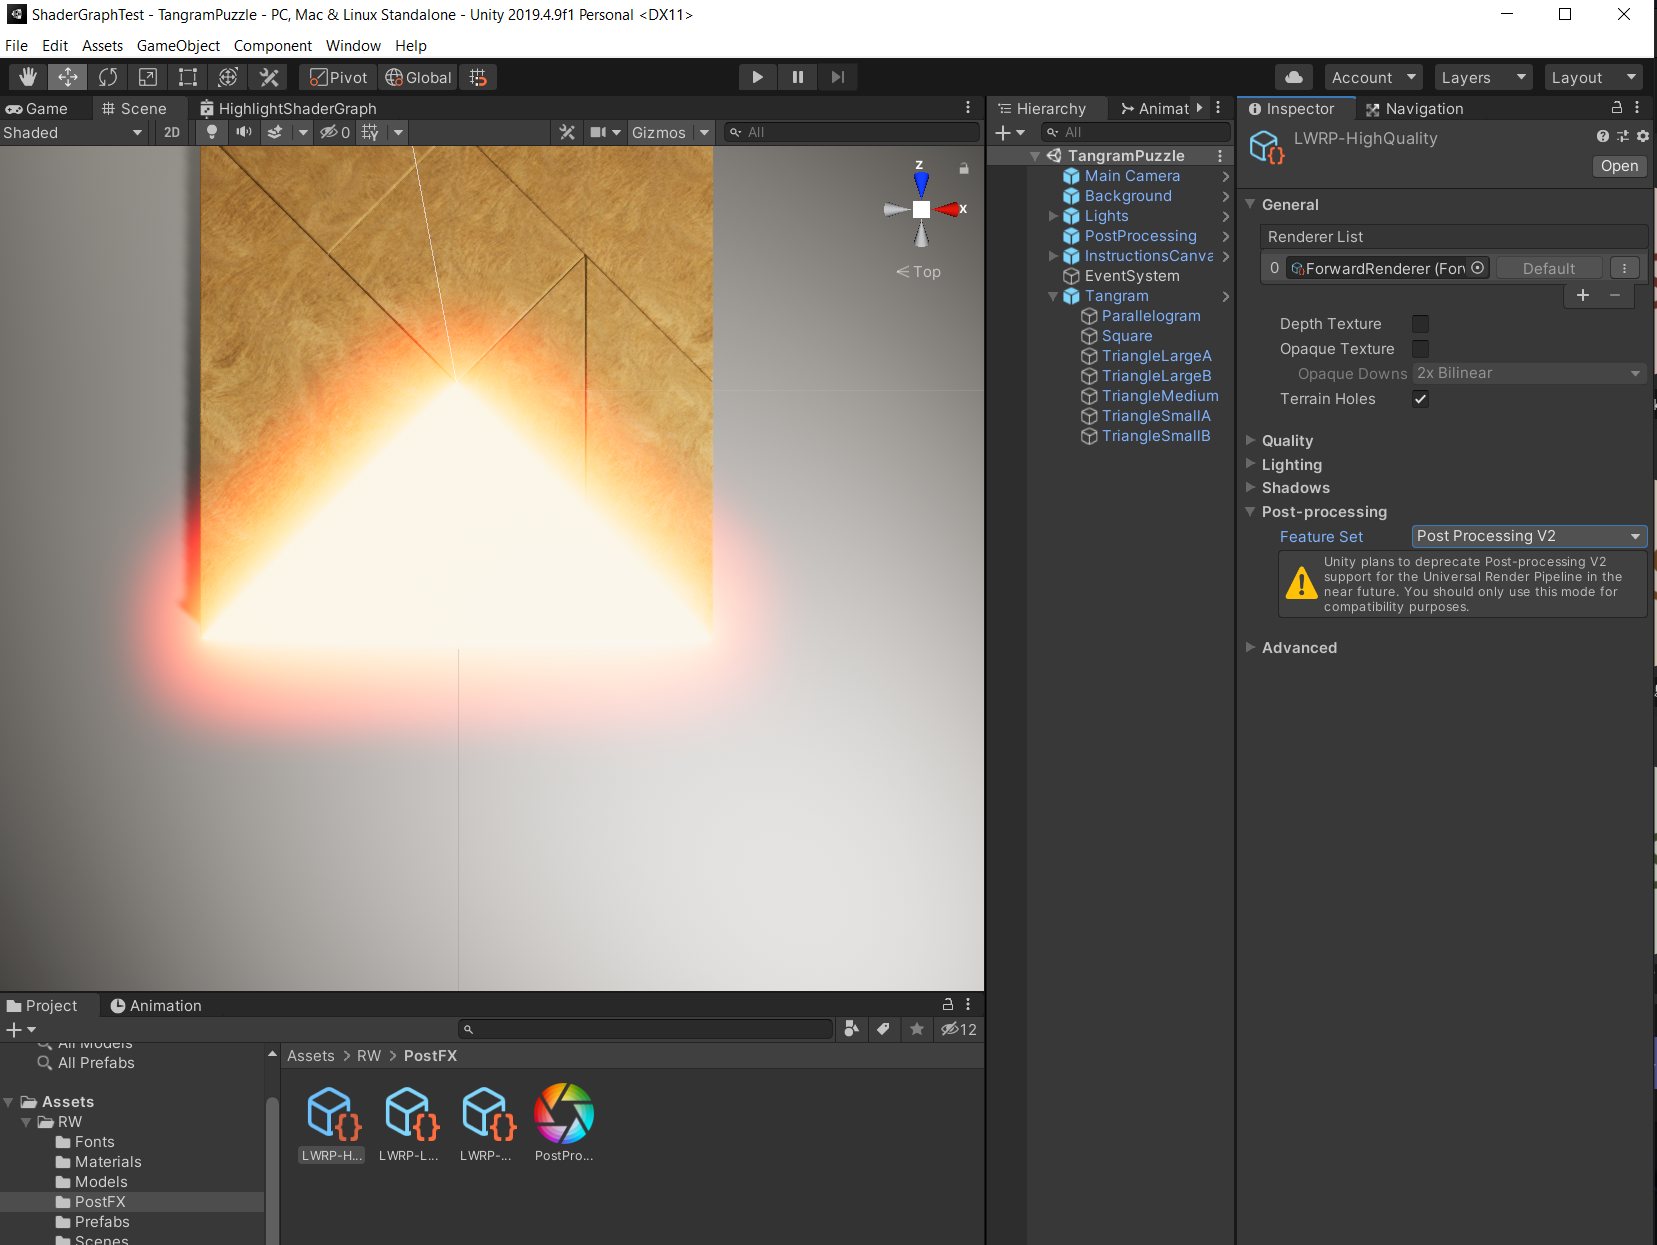 ShaderGraphTest - TangramPuzzle - PC, Mac & Linux Standalone - Unity 2019.4.9f1 Personal <DX11>
File Edit Assets GameObject Component Window Help
Pivot Global Account Layers Layout
Game Scene HighlightShaderGraph
Shaded 2D 0 Gizmos All
Z
X
Top
Project Animation
12
All Models
All Prefabs
Assets
RW
Fonts
Materials
Models
PostFX
Prefabs
Scenes
Assets > RW > PostFX
LWRP-H... LWRP-L... LWRP-... PostPro...
Hierarchy Animat
All
TangramPuzzle
Main Camera
Background
Lights
PostProcessing
InstructionsCanva
EventSystem
Tangram
Parallelogram
Square
TriangleLargeA
TriangleLargeB
TriangleMedium
TriangleSmallA
TriangleSmallB
Inspector Navigation
LWRP-HighQuality
Open
General
Renderer List
0 ForwardRenderer (For Default
Depth Texture
Opaque Texture
Opaque Downs 2x Bilinear
Terrain Holes
Quality
Lighting
Shadows
Post-processing
Feature Set Post Processing V2
Unity plans to deprecate Post-processing V2
support for the Universal Render Pipeline in the
near future. You should only use this mode for
compatibility purposes.
Advanced